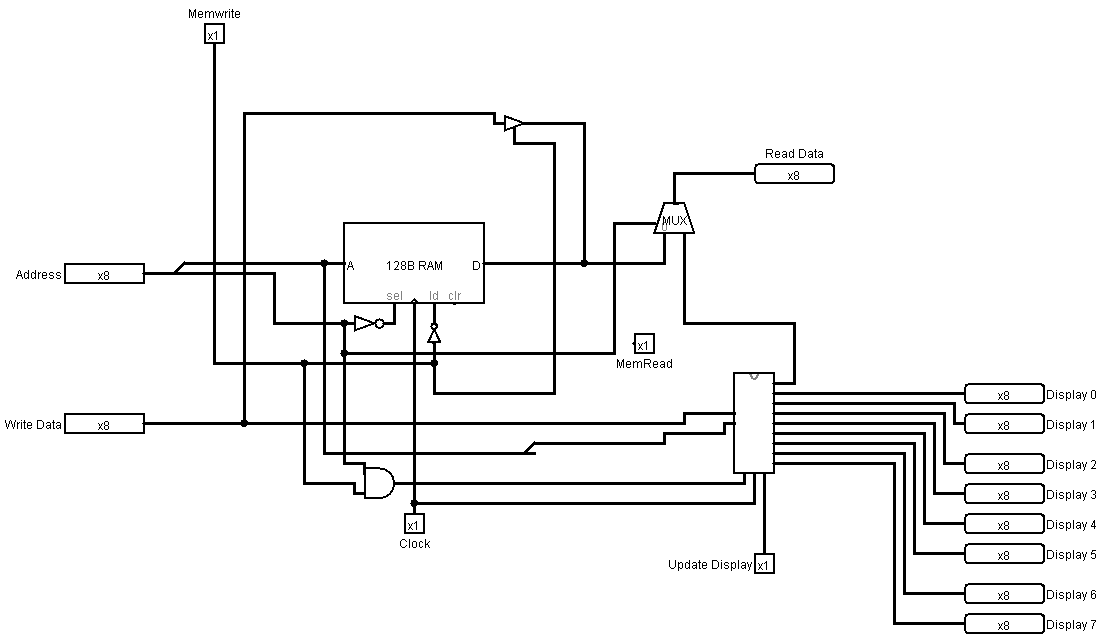 Memwrite
x1
Read Data
x8
MUX
0
Address
x8
A
128B RAM
D
sel
ld
clr
x1
MemRead
Write Data
x8
x8
Display 0
x8
Display 1
x8
Display 2
x8
Display 3
x1
Clock
x8
Display 4
x8
Display 5
Update Display
x1
x8
Display 6
x8
Display 7